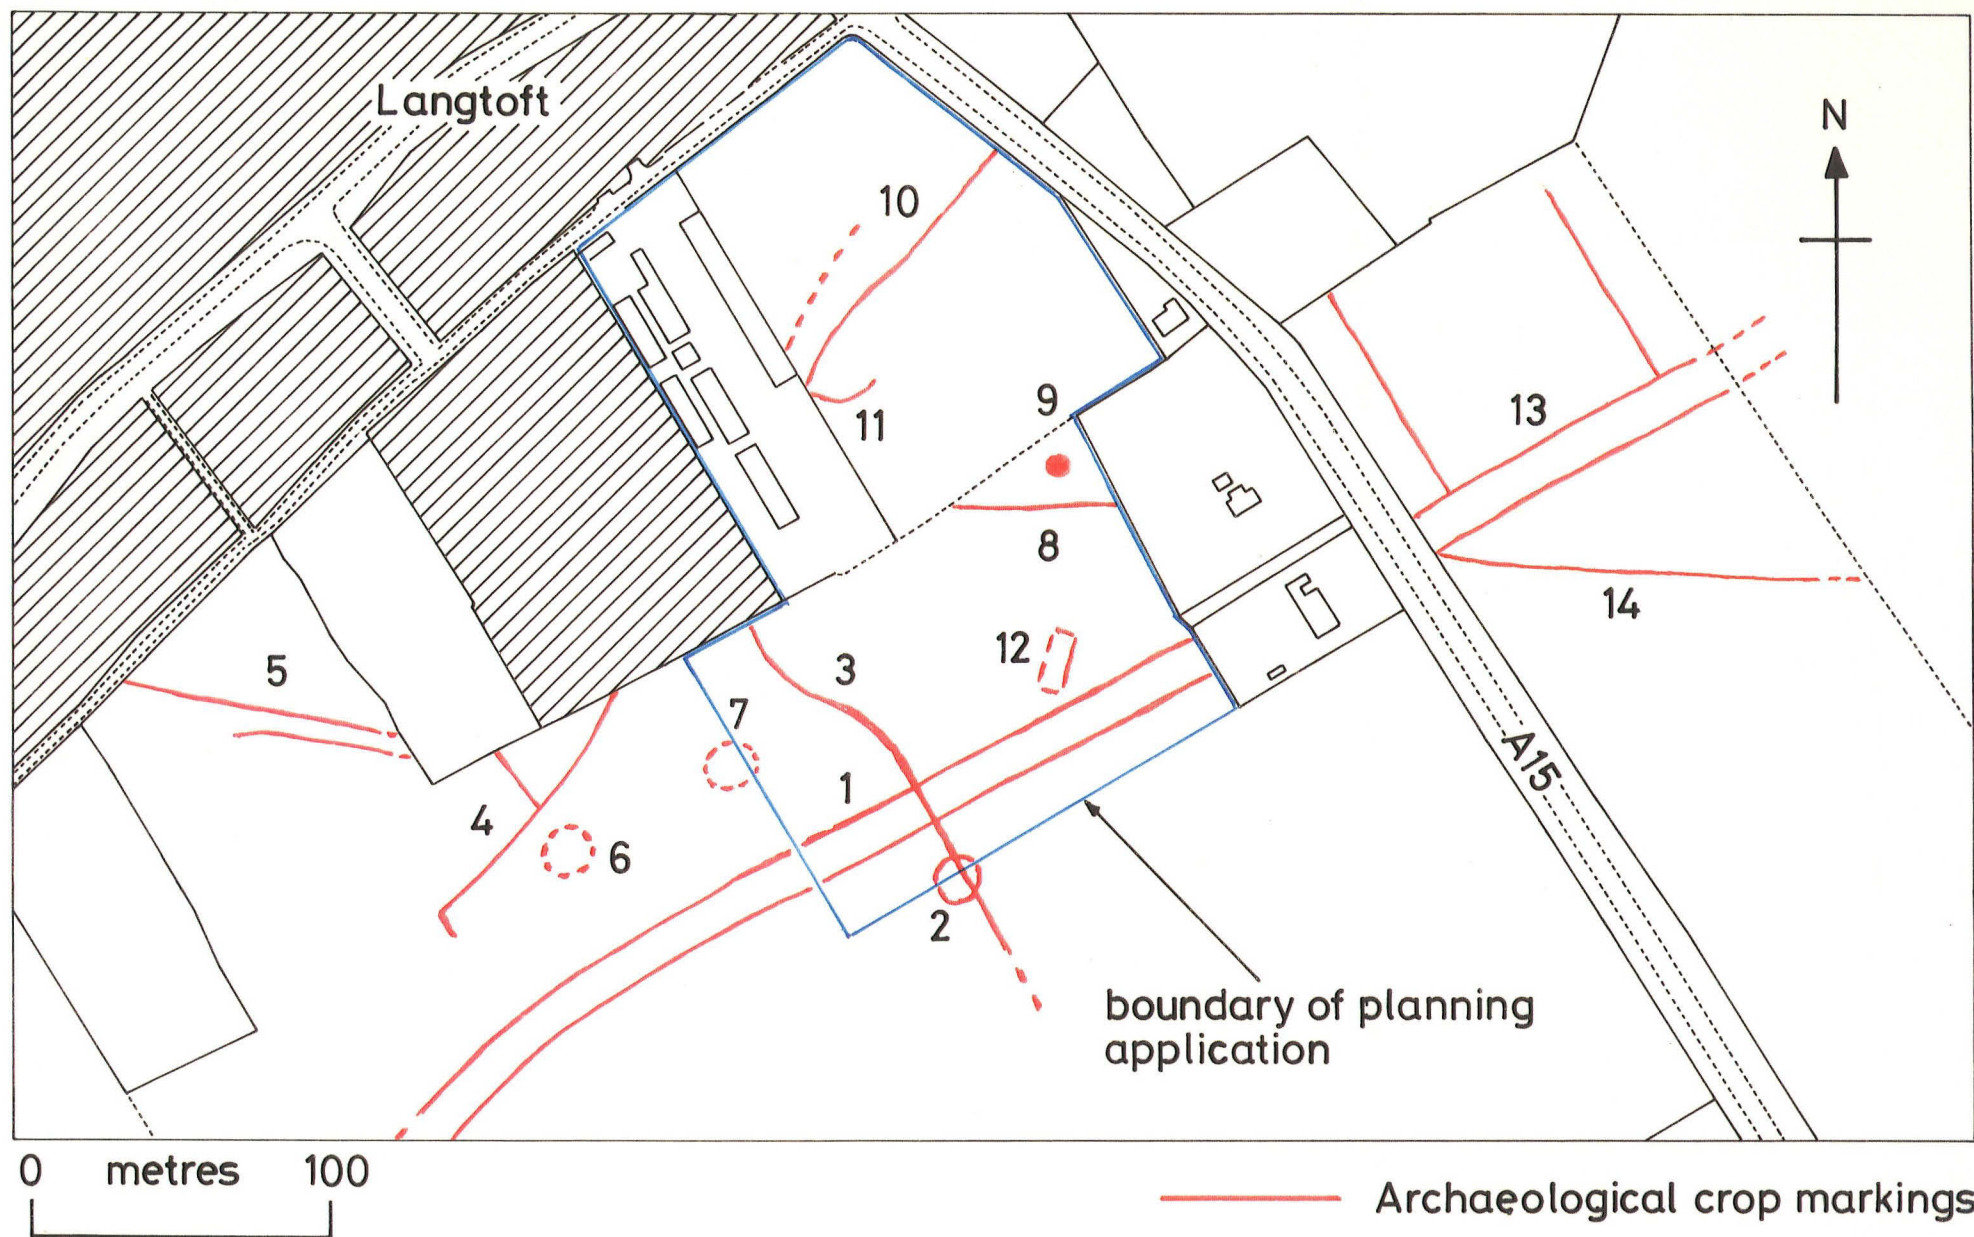 Langtoft
N
10
9
11
13
8
14
12
5
3
7
1
4
6
2
A15
boundary of planning
application
0 metres 100
Archaeological crop markings